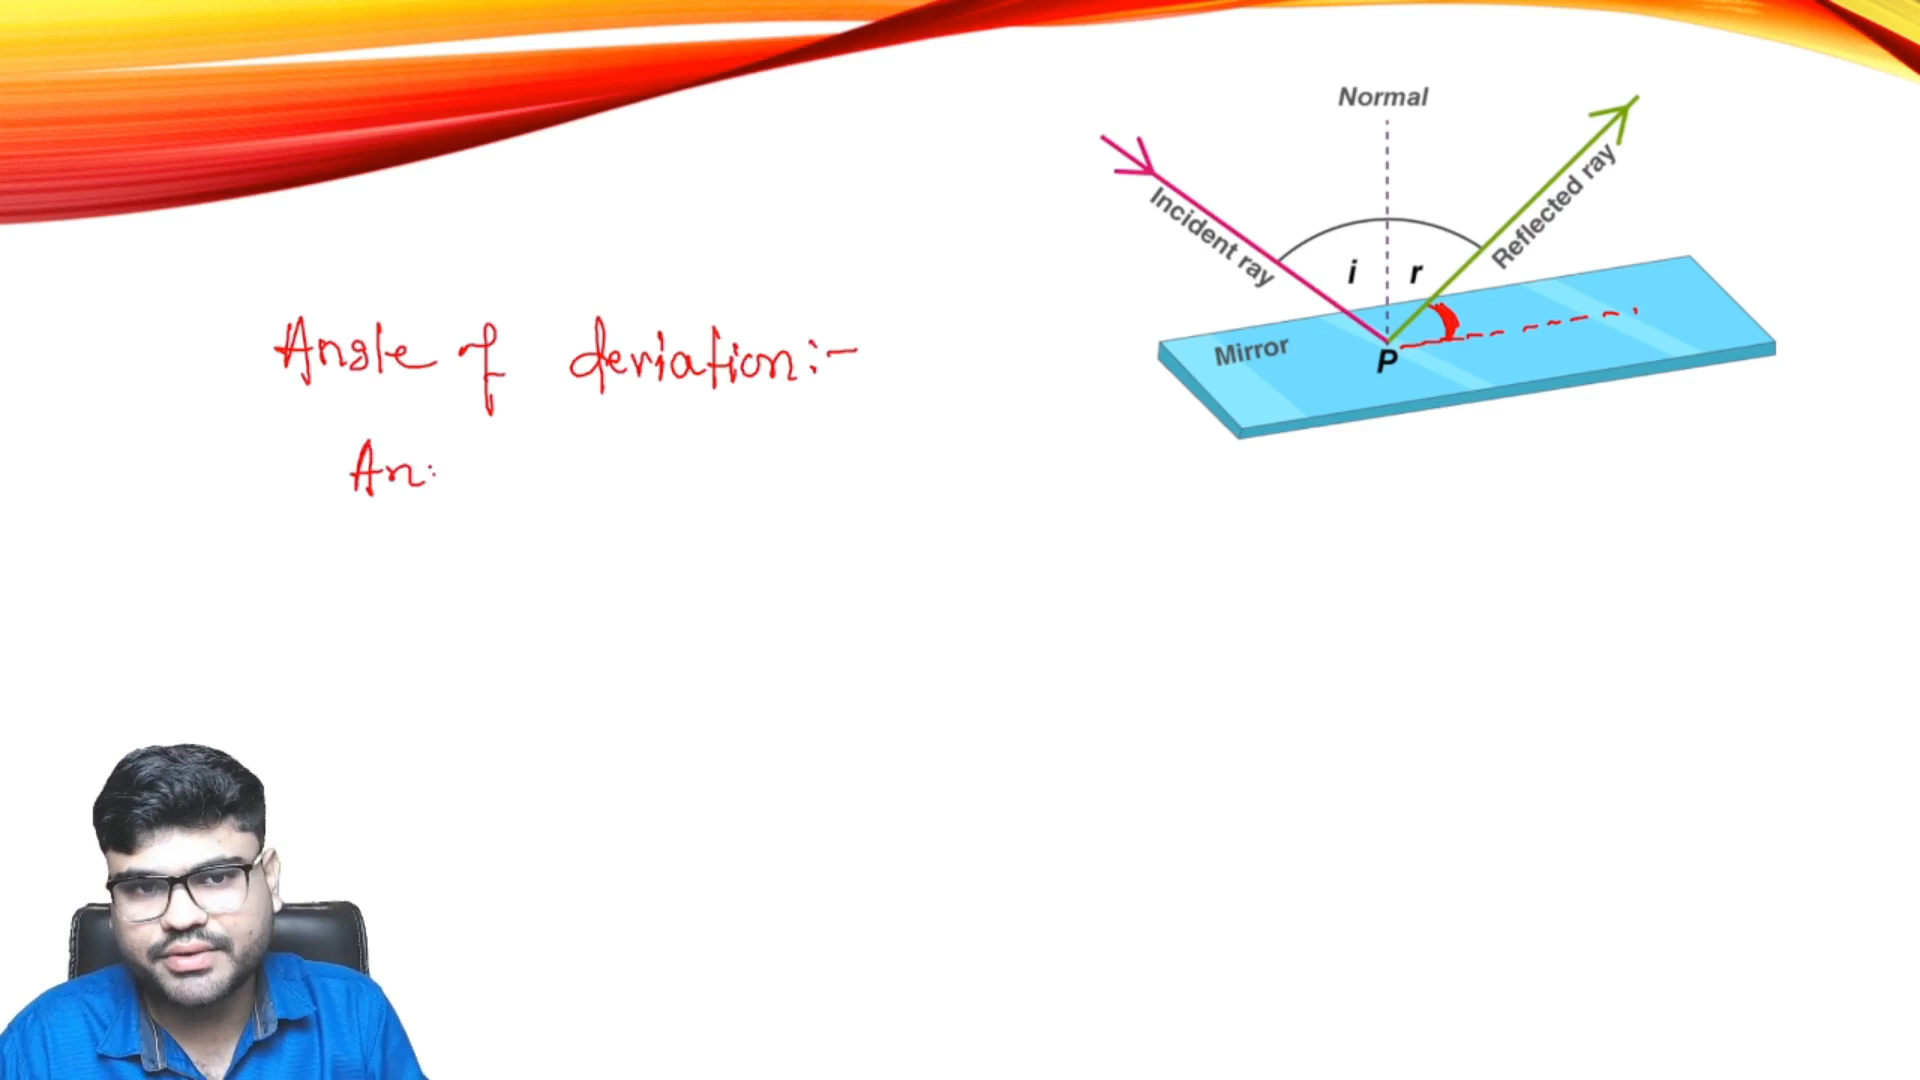 Normal
Incident ray
Reflected ray
i r
Mirror
P
Angle of deviation:-
An